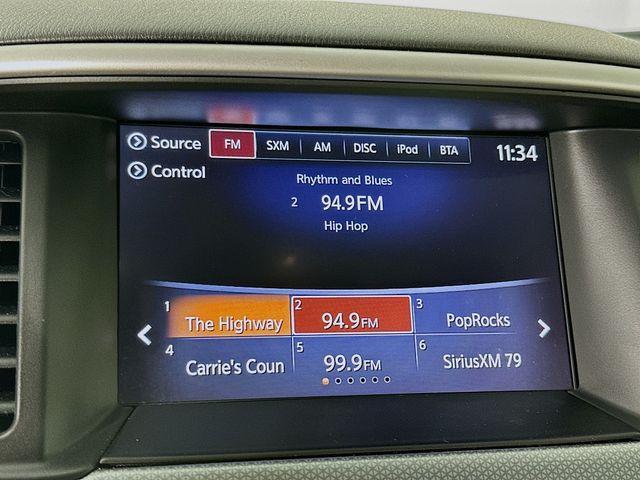 Source FM SXM AM DISC iPod BTA 11:34
Control
Rhythm and Blues
2 94.9FM
Hip Hop
1 The Highway 2 94.9FM 3 PopRocks
4 Carrie's Coun 5 99.9FM 6 SiriusXM 79